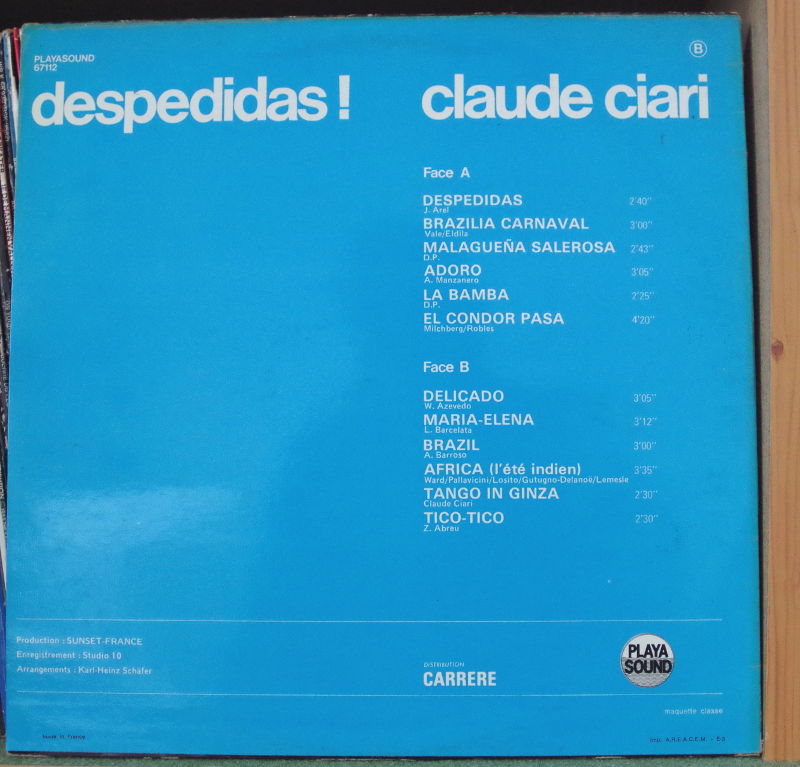 PLAYASOUND
67112
B
despedidas! claude ciari
Face A
DESPEDIDAS 2'40''
J. Arel
BRAZILIA CARNAVAL 3'00''
Vale/Eldila
MALAGUEÑA SALEROSA 2'43''
D.P.
ADORO 3'05''
A. Manzanero
LA BAMBA 2'25''
D.P.
EL CONDOR PASA 4'20''
Milchberg/Robles
Face B
DELICADO 3'05''
W. Azevedo
MARIA-ELENA 3'12''
L. Barcelata
BRAZIL 3'00''
A. Barroso
AFRICA (l'été indien) 3'35''
Ward/Pallavicini/Losito/Gutugno-Delanoë/Lemesle
TANGO IN GINZA 2'30''
Claude Ciari
TICO-TICO 2'30''
Z. Abreu
Production : SUNSET-FRANCE
Enregistrement : Studio 10
Arrangements : Karl-Heinz Schäfer
DISTRIBUTION
CARRERE
PLAYA
SOUND
maquette classe
in France
Imp. A.R.E.A.C.E.M.